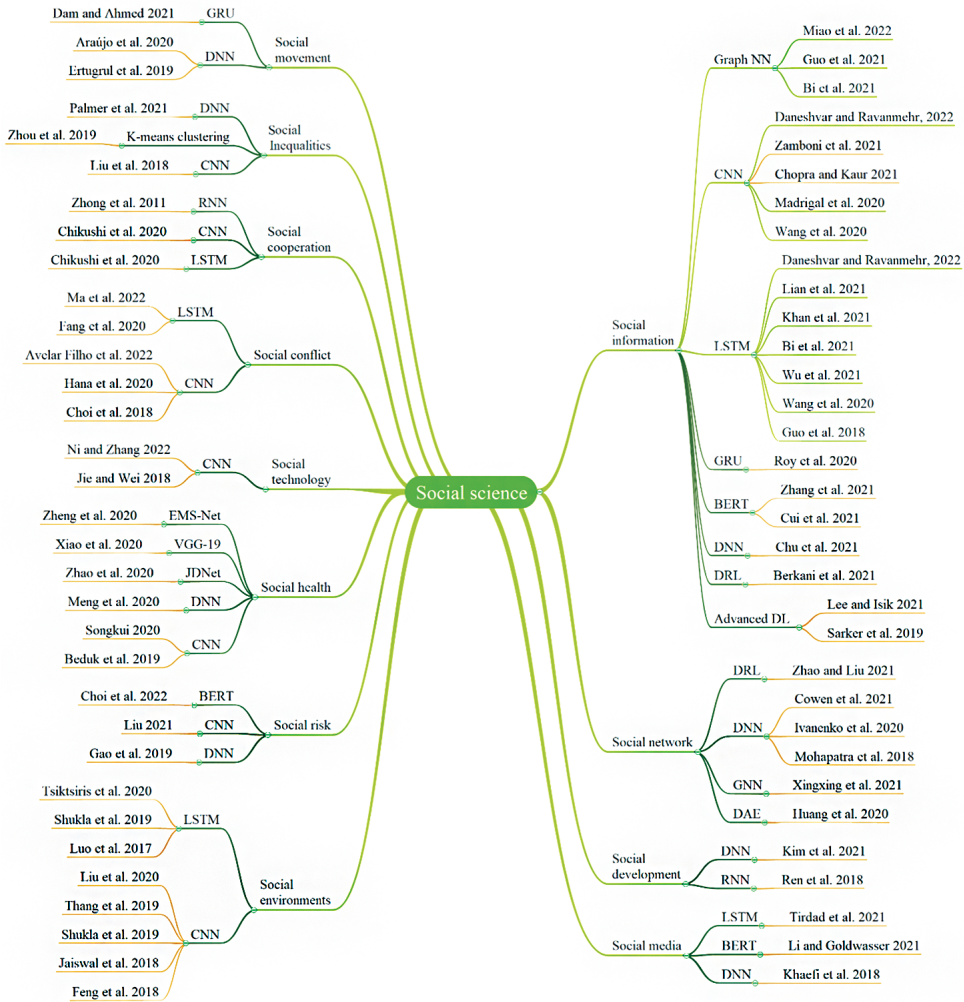 Social science
Social
movement
GRU
Dam and Ahmed 2021
DNN
Araújo et al. 2020
Ertugrul et al. 2019
Social
Inequalities
DNN
Palmer et al. 2021
K-means clustering
Zhou et al. 2019
CNN
Liu et al. 2018
Social
cooperation
RNN
Zhong et al. 2011
CNN
Chikushi et al. 2020
LSTM
Chikushi et al. 2020
Social conflict
LSTM
Ma et al. 2022
Fang et al. 2020
CNN
Avelar Filho et al. 2022
Hana et al. 2020
Choi et al. 2018
Social
technology
CNN
Ni and Zhang 2022
Jie and Wei 2018
Social health
EMS-Net
Zheng et al. 2020
VGG-19
Xiao et al. 2020
JDNet
Zhao et al. 2020
DNN
Meng et al. 2020
CNN
Songkui 2020
Beduk et al. 2019
Social risk
BERT
Choi et al. 2022
CNN
Liu 2021
DNN
Gao et al. 2019
Social
environments
LSTM
Tsiktsiris et al. 2020
Shukla et al. 2019
Luo et al. 2017
CNN
Liu et al. 2020
Thang et al. 2019
Shukla et al. 2019
Jaiswal et al. 2018
Feng et al. 2018
Social
information
Graph NN
Miao et al. 2022
Guo et al. 2021
Bi et al. 2021
CNN
Daneshvar and Ravanmehr, 2022
Zamboni et al. 2021
Chopra and Kaur 2021
Madrigal et al. 2020
Wang et al. 2020
LSTM
Daneshvar and Ravanmehr, 2022
Lian et al. 2021
Khan et al. 2021
Bi et al. 2021
Wu et al. 2021
Wang et al. 2020
Guo et al. 2018
GRU
Roy et al. 2020
BERT
Zhang et al. 2021
Cui et al. 2021
DNN
Chu et al. 2021
DRL
Berkani et al. 2021
Advanced DL
Lee and Isik 2021
Sarker et al. 2019
Social network
DRL
Zhao and Liu 2021
DNN
Cowen et al. 2021
Ivanenko et al. 2020
Mohapatra et al. 2018
GNN
Xingxing et al. 2021
DAE
Huang et al. 2020
Social
development
DNN
Kim et al. 2021
RNN
Ren et al. 2018
Social media
LSTM
Tirdad et al. 2021
BERT
Li and Goldwasser 2021
DNN
Khaefi et al. 2018